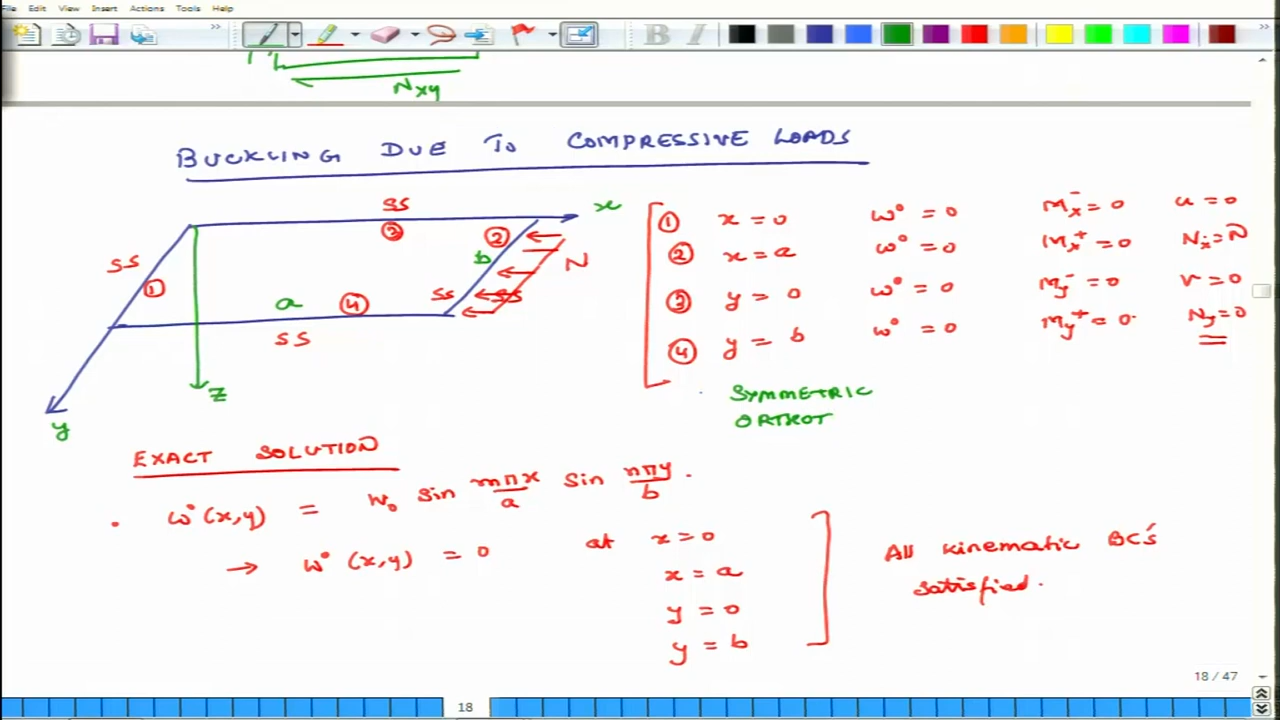 File Edit View Insert Actions Tools Help
Nxy
BUCKLING DUE TO COMPRESSIVE LOADS
SS x
③ ②
SS b N
①
a ④ SS SS
SS
z
y
① x = 0 w° = 0 Mx⁻ = 0 u = 0
② x = a w° = 0 Mx⁺ = 0 Nx = N
③ y = 0 w° = 0 My⁻ = 0 v = 0
④ y = b w° = 0 My⁺ = 0 Ny = 0
SYMMETRIC
ORTHOT
EXACT SOLUTION
w°(x,y) = W₀ sin mπx/a sin nπy/b .
→ w°(x,y) = 0 at x = 0
x = a
y = 0
y = b
All kinematic BC's
satisfied.
18 / 47
18